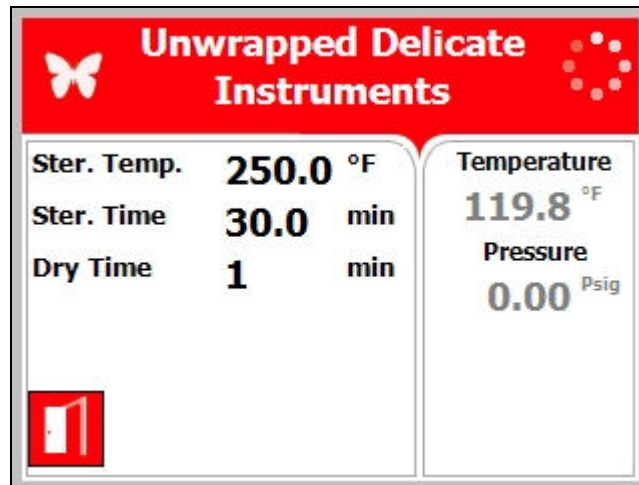 Unwrapped Delicate
Instruments
Ster. Temp. 250.0 °F
Ster. Time 30.0 min
Dry Time 1 min
Temperature
119.8 °F
Pressure
0.00 Psig